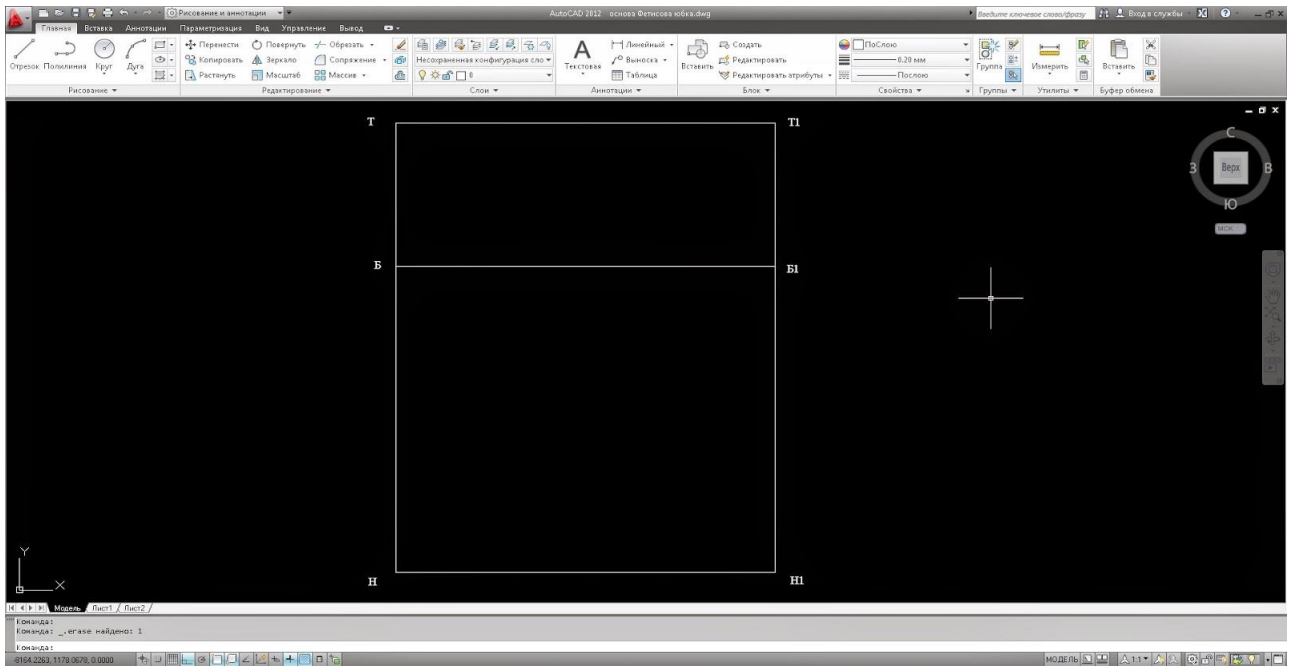 Рисование и аннотации
AutoCAD 2012 основа Фетисова юбка.dwg
Введите ключевое слово/фразу
Вход в службы
Главная Вставка Аннотации Параметризация Вид Управление Вывод
Перенести Повернуть Обрезать
Линейный
Создать
ПоСлою
Копировать Зеркало Сопряжение
Несохраненная конфигурация сло
Выноска
Редактировать
0.20 мм
Отрезок Полилиния Круг Дуга
Текстовая
Вставить
Группа
Измерить
Вставить
Растянуть Масштаб Массив
0
Таблица
Редактировать атрибуты
Послою
Рисование Редактирование Слои Аннотации Блок Свойства Группы Утилиты Буфер обмена
Т Т1
С
З Верх В
Ю
МСК
Б Б1
Y
X
Н Н1
Модель Лист1 Лист2
Команда:
Команда: _.erase найдено: 1
Команда:
-8164.2263, 1178.0678, 0.0000
МОДЕЛЬ
1:1